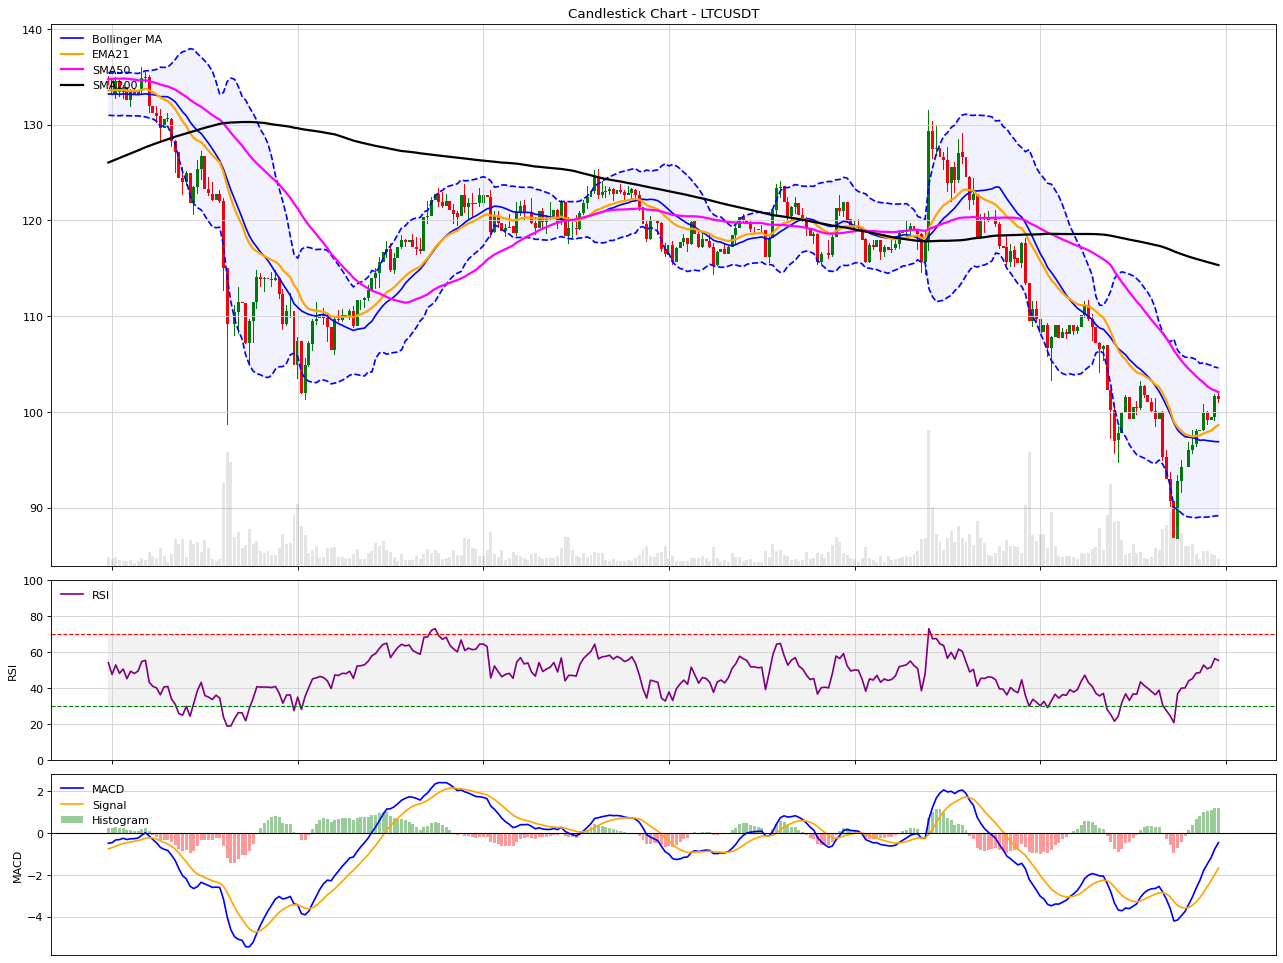 Candlestick Chart - LTCUSDT
140
130
120
110
100
90
Bollinger MA
EMA21
SMA50
SMA200
100
80
60
40
20
0
RSI
RSI
2
0
−2
−4
MACD
MACD
Signal
Histogram